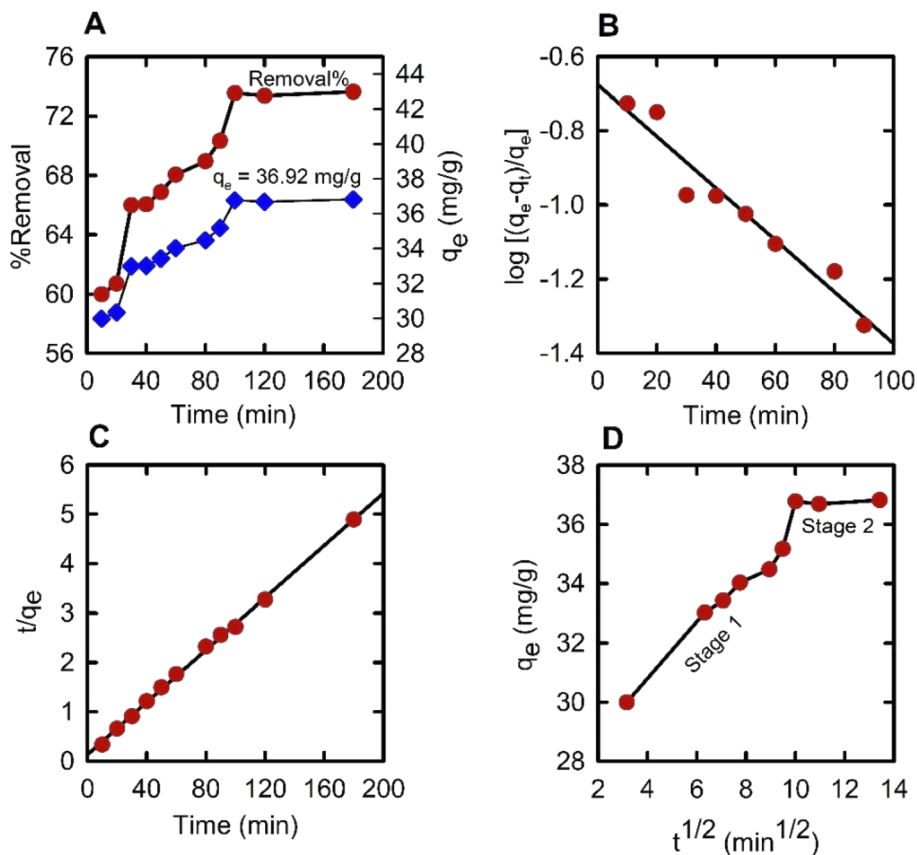 A
%Removal
76
72
68
64
60
56
44
42
40
38
36
34
32
30
28
qe (mg/g)
Removal%
qe = 36.92 mg/g
0 40 80 120 160 200
Time (min)
B
log [(qe-qt)/qe]
-0.6
-0.8
-1.0
-1.2
-1.4
0 20 40 60 80 100
Time (min)
C
t/qe
6
5
4
3
2
1
0
0 40 80 120 160 200
Time (min)
D
qe (mg/g)
38
36
34
32
30
28
Stage 1
Stage 2
2 4 6 8 10 12 14
t1/2 (min1/2)